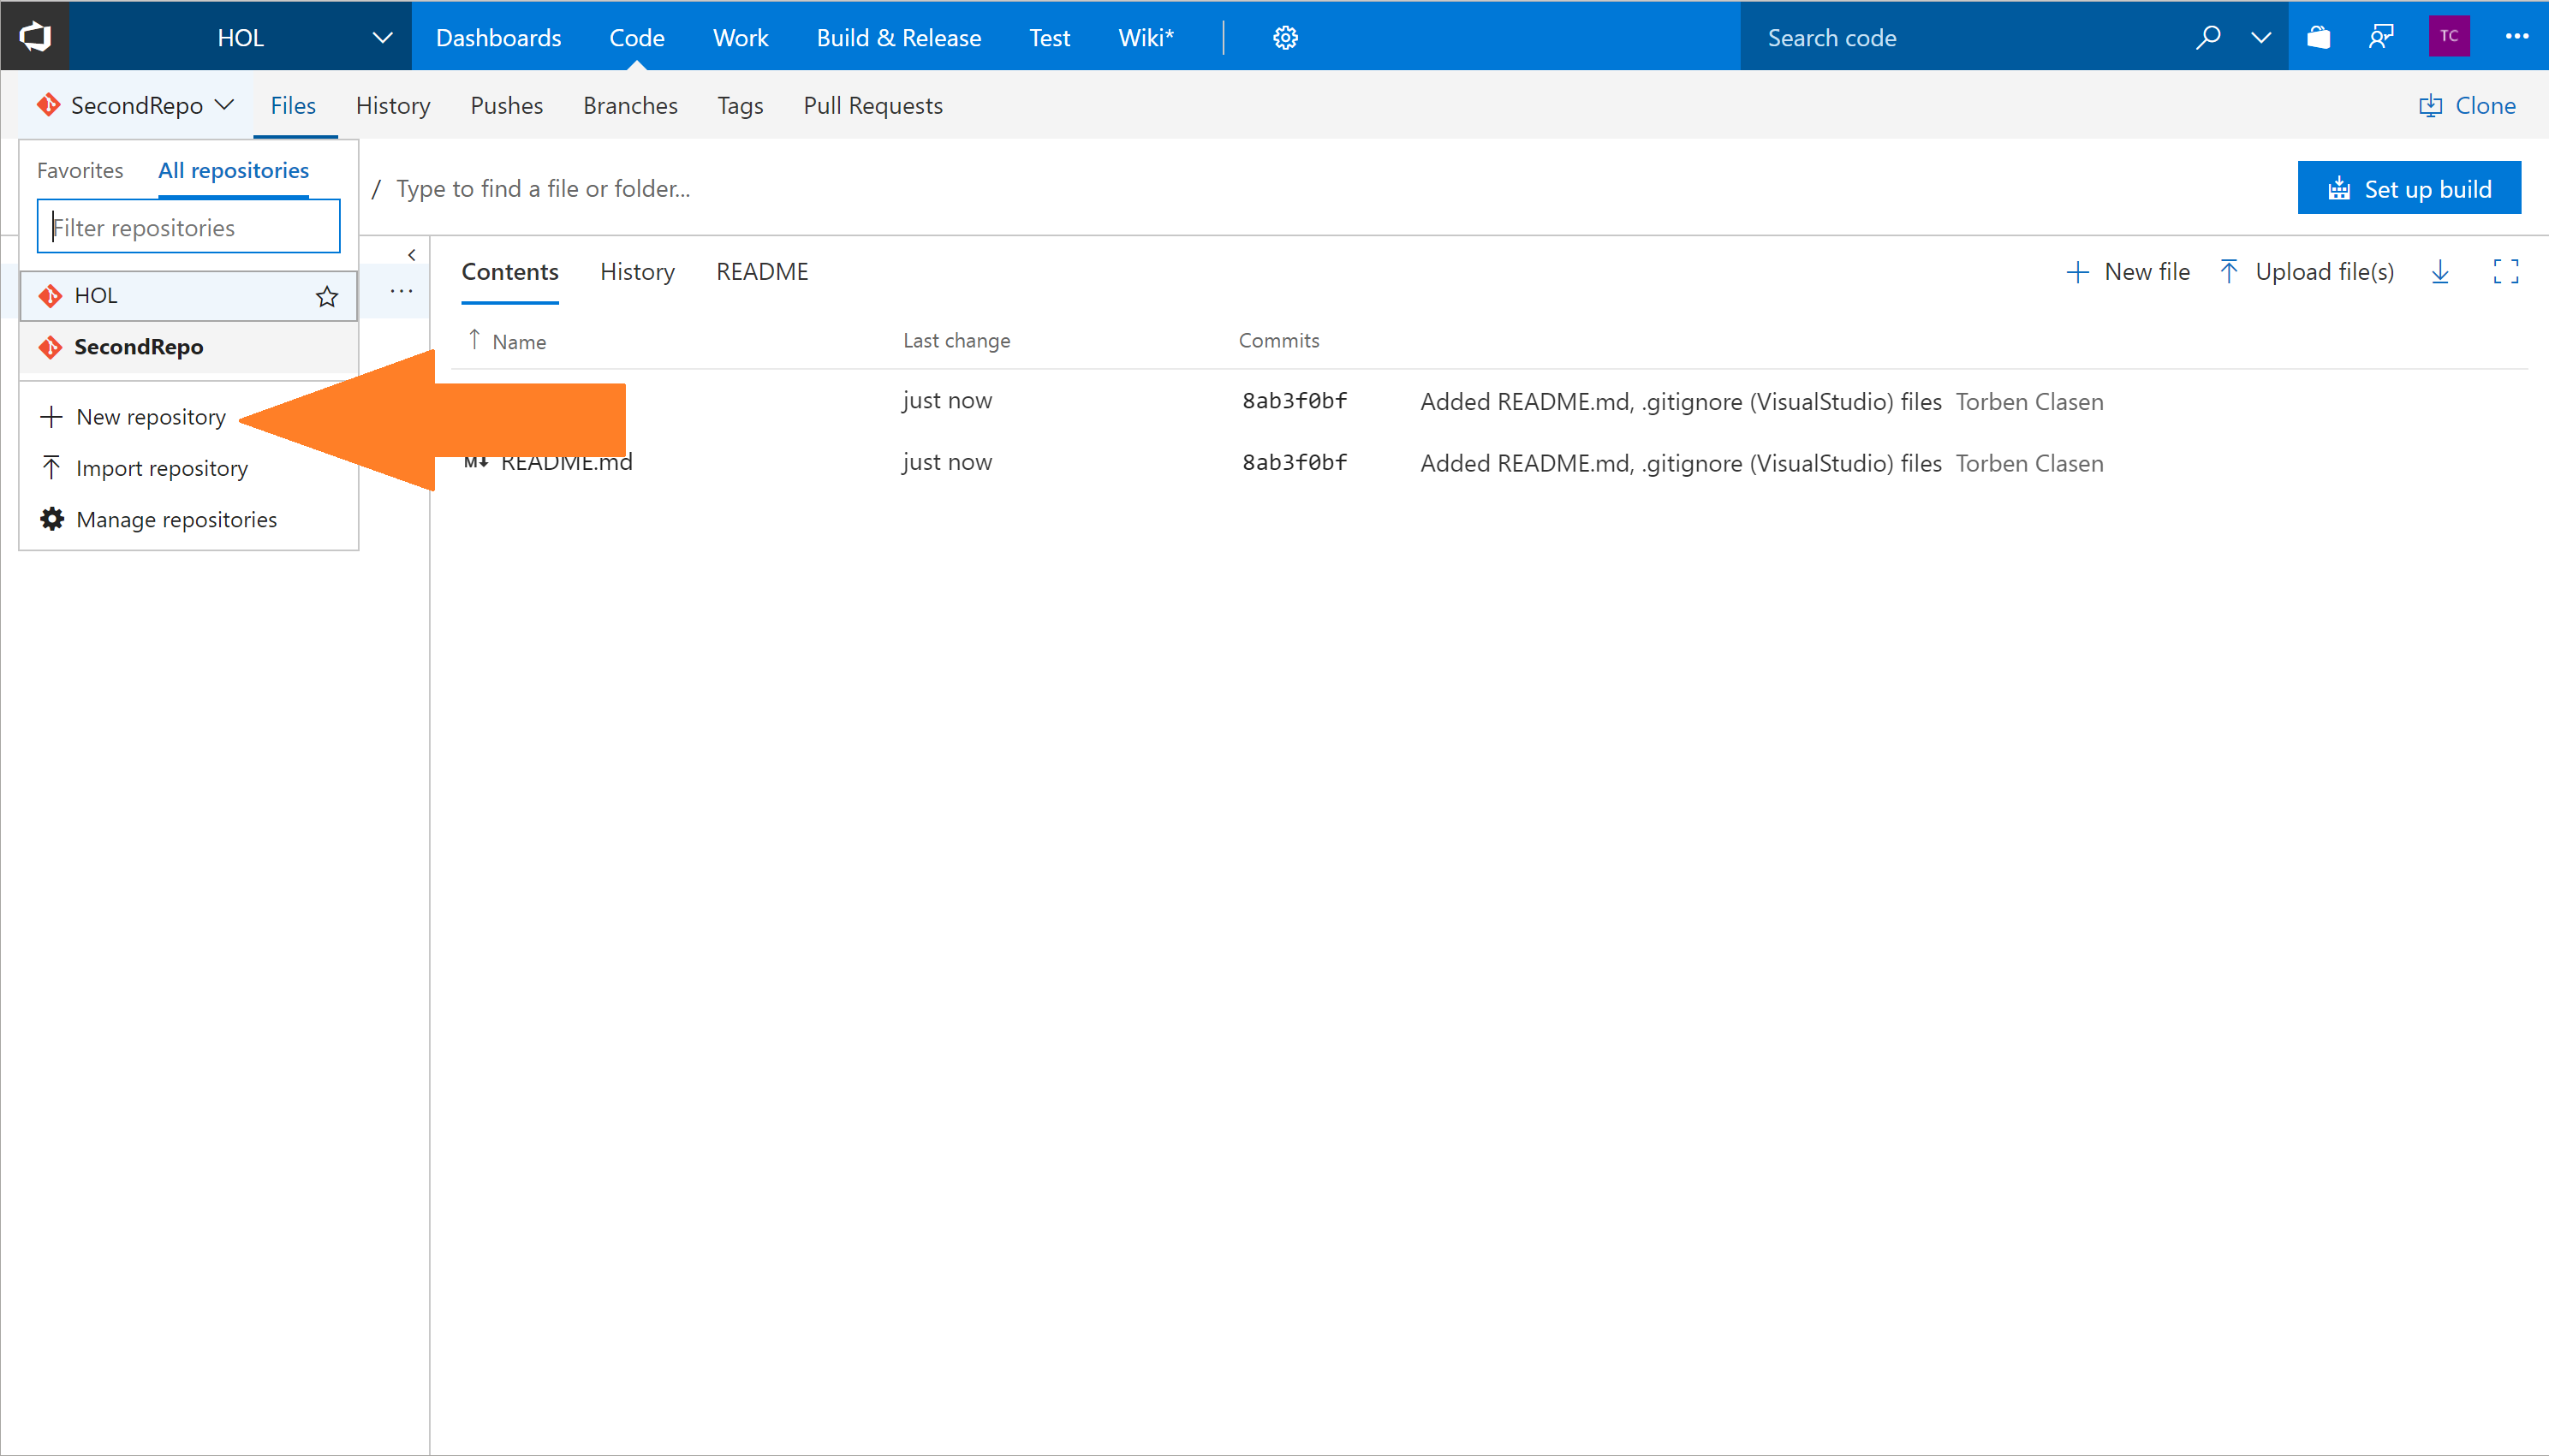 HOL Dashboards Code Work Build & Release Test Wiki* Search code TC
SecondRepo Files History Pushes Branches Tags Pull Requests Clone
Favorites All repositories
/ Type to find a file or folder... Set up build
Filter repositories
Contents History README New file Upload file(s)
HOL
SecondRepo
Name Last change Commits
just now 8ab3f0bf Added README.md, .gitignore (VisualStudio) files Torben Clasen
New repository
README.md just now 8ab3f0bf Added README.md, .gitignore (VisualStudio) files Torben Clasen
Import repository
Manage repositories